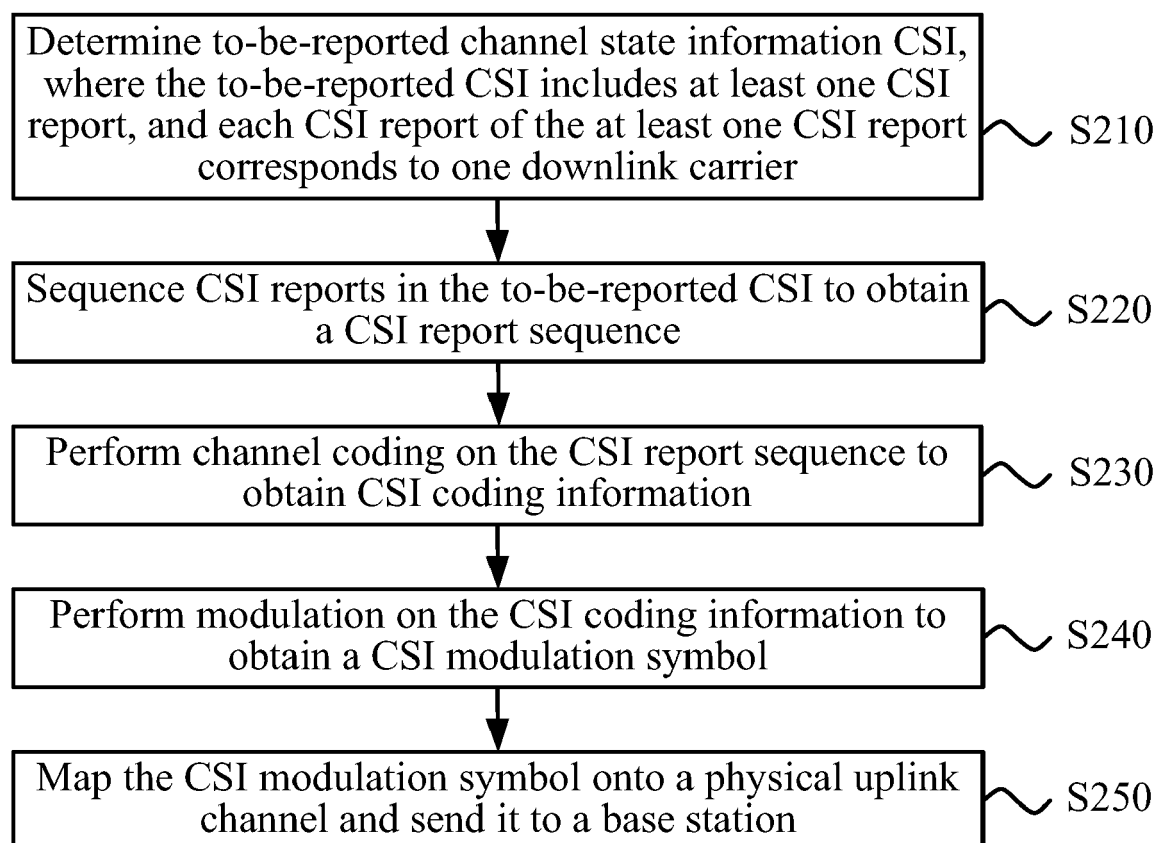 Determine to-be-reported channel state information CSI,
where the to-be-reported CSI includes at least one CSI
report, and each CSI report of the at least one CSI report
corresponds to one downlink carrier
S210
Sequence CSI reports in the to-be-reported CSI to obtain
a CSI report sequence
S220
Perform channel coding on the CSI report sequence to
obtain CSI coding information
S230
Perform modulation on the CSI coding information to
obtain a CSI modulation symbol
S240
Map the CSI modulation symbol onto a physical uplink
channel and send it to a base station
S250